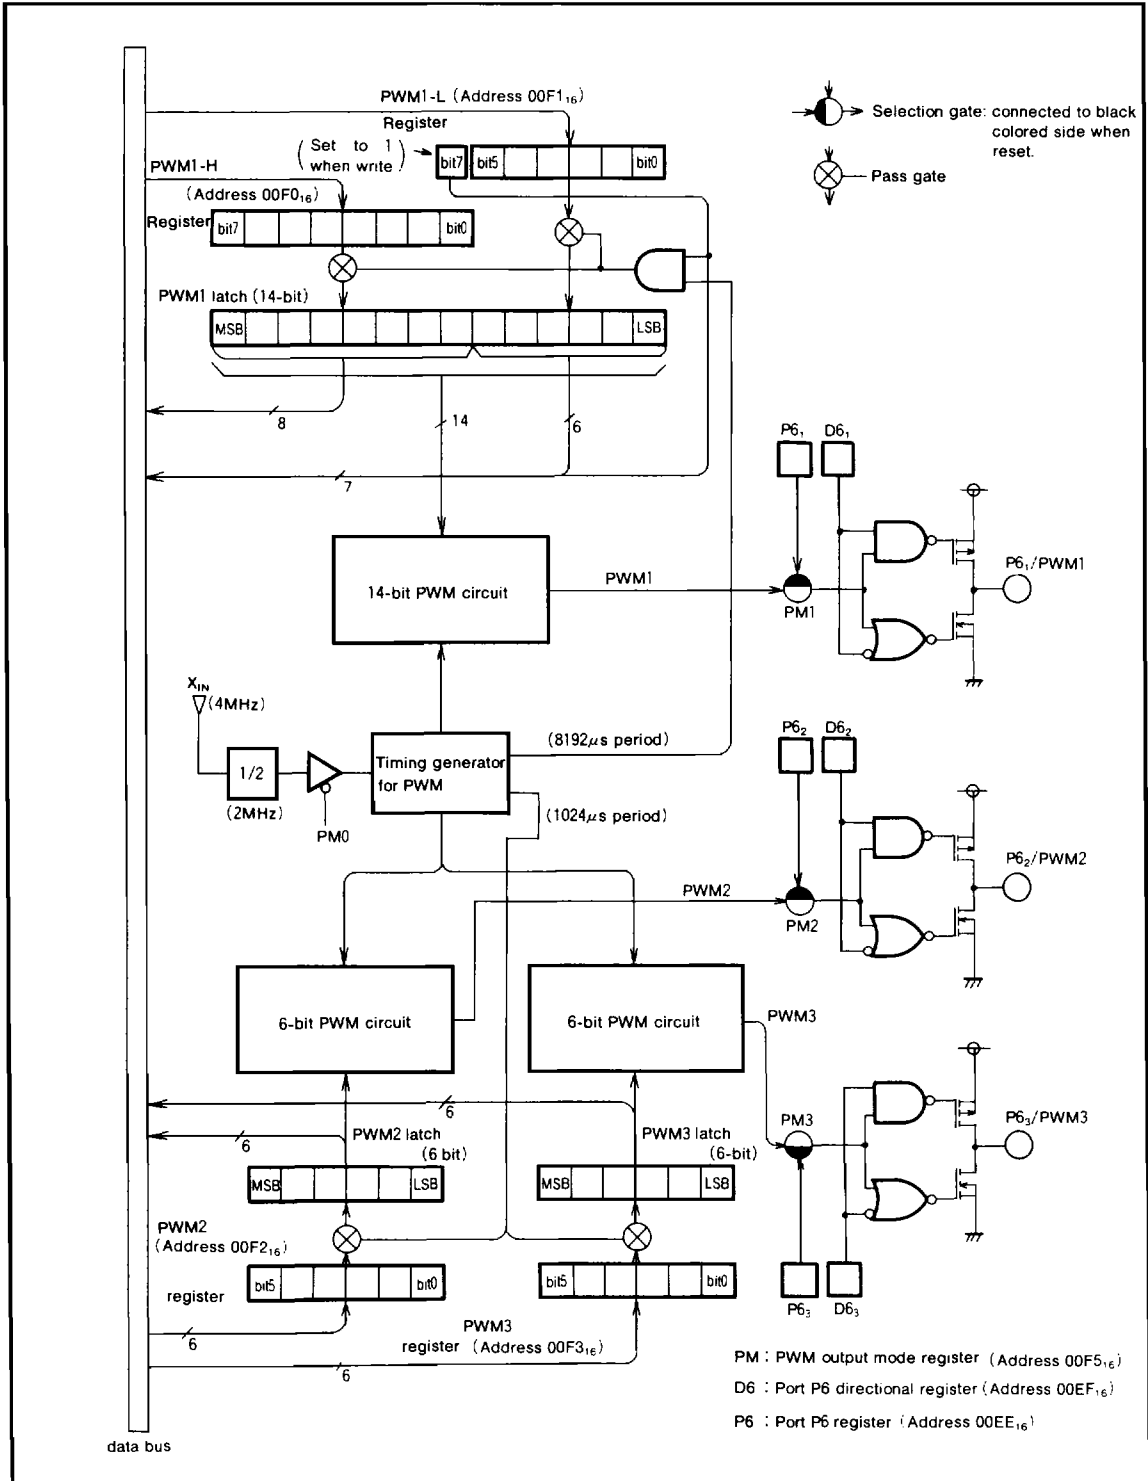 PWM1-L (Address 00F1₁₆)
Register
(Set to 1
when write)
bit7
bit5
bit0
PWM1-H
(Address 00F0₁₆)
Register
bit7
bit0
PWM1 latch (14-bit)
MSB
LSB
8
14
6
7
Selection gate: connected to black
colored side when
reset.
Pass gate
P6₁
D6₁
14-bit PWM circuit
PWM1
PM1
P6₁/PWM1
X_IN
(4MHz)
1/2
(2MHz)
PM0
Timing generator
for PWM
(8192μs period)
(1024μs period)
P6₂
D6₂
PWM2
PM2
P6₂/PWM2
6-bit PWM circuit
6-bit PWM circuit
PWM3
PM3
P6₃/PWM3
6
6
PWM2 latch
(6 bit)
PWM3 latch
(6-bit)
MSB
LSB
MSB
LSB
PWM2
(Address 00F2₁₆)
register
bit5
bit0
bit5
bit0
6
PWM3
register (Address 00F3₁₆)
6
P6₃
D6₃
PM : PWM output mode register (Address 00F5₁₆)
D6 : Port P6 directional register (Address 00EF₁₆)
P6 : Port P6 register (Address 00EE₁₆)
data bus